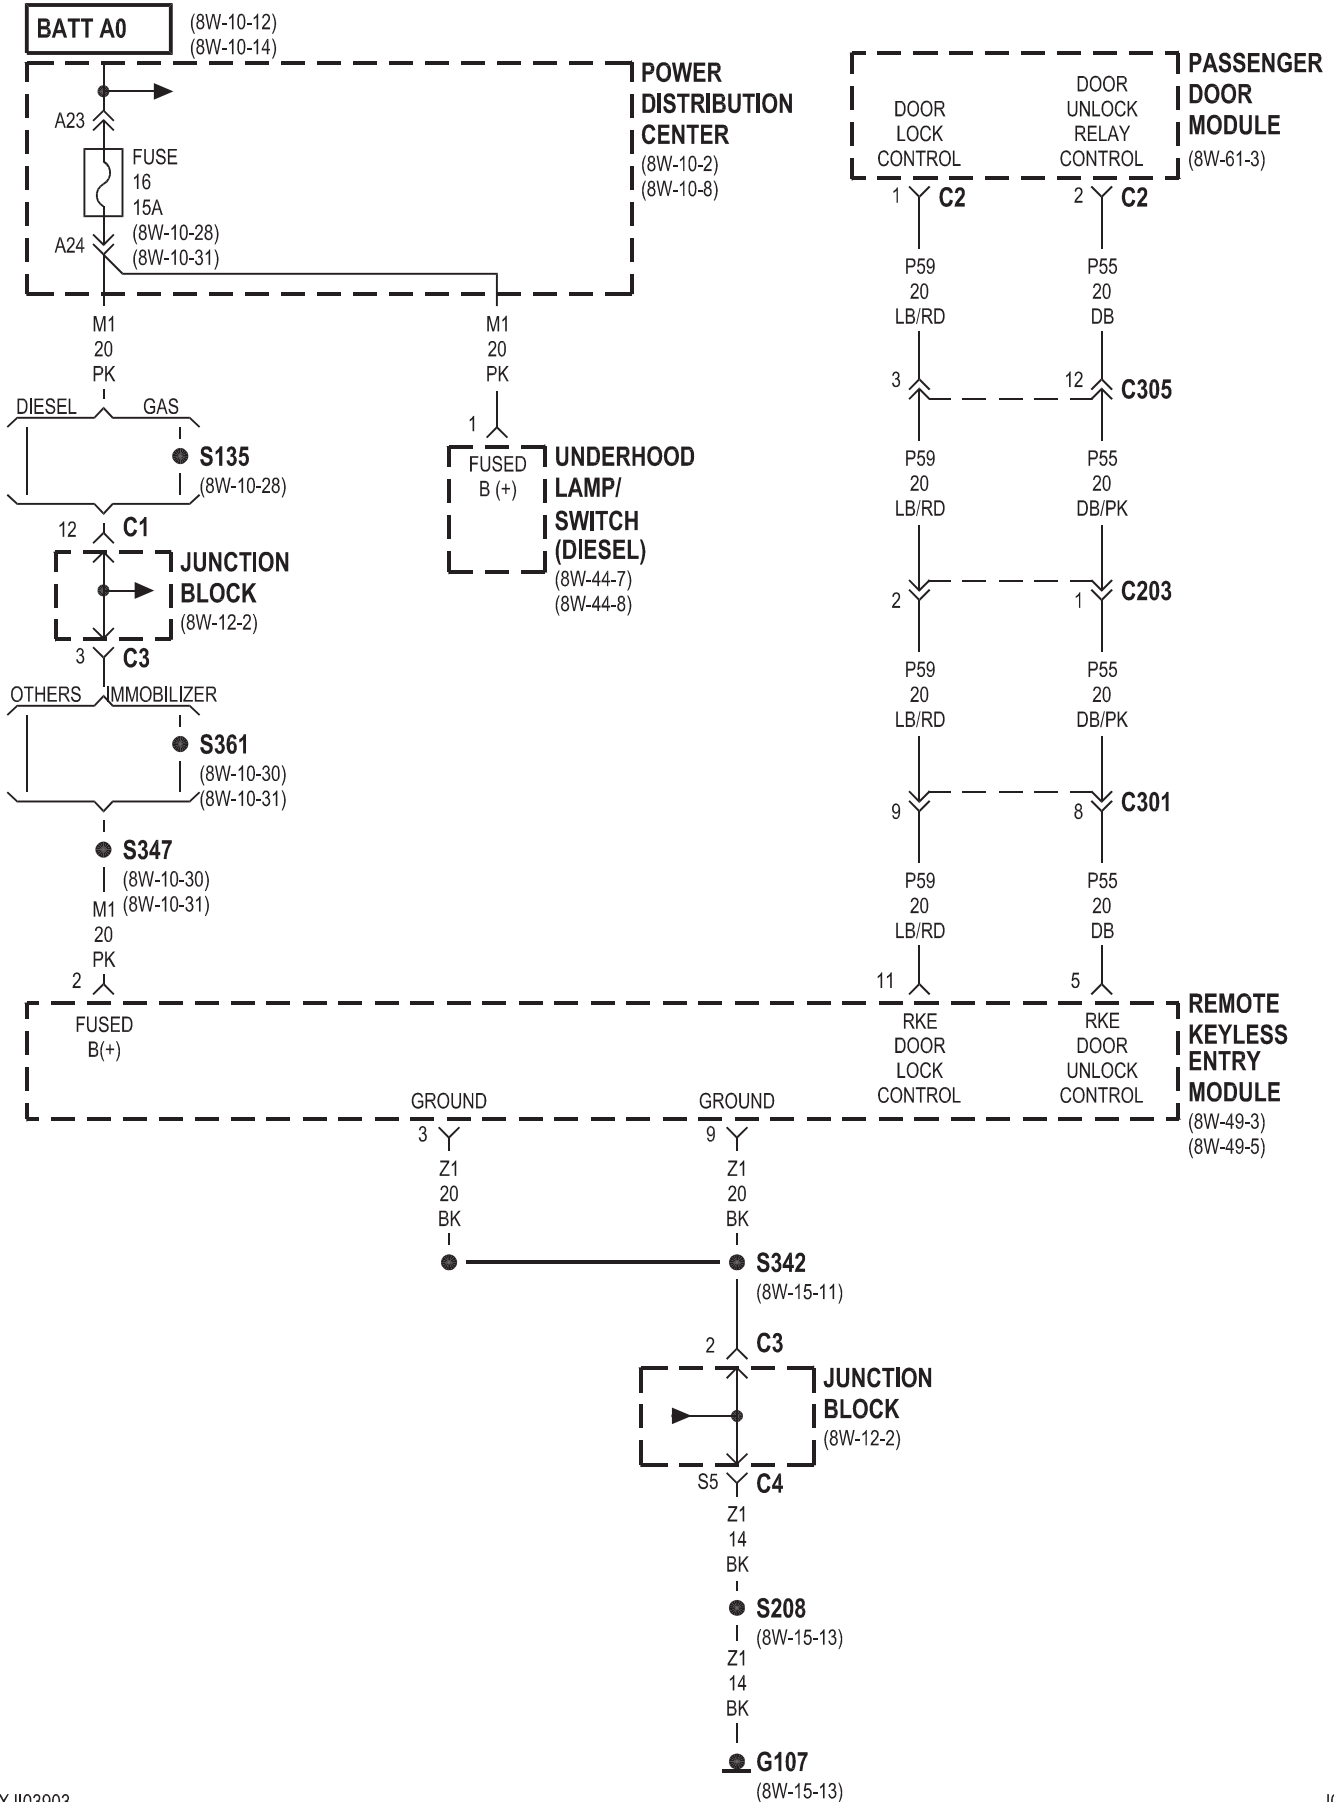 BATT A0
(8W-10-12)
(8W-10-14)
A23
FUSE
16
15A
(8W-10-28)
(8W-10-31)
A24
POWER
DISTRIBUTION
CENTER
(8W-10-2)
(8W-10-8)
DOOR
LOCK
CONTROL
DOOR
UNLOCK
RELAY
CONTROL
PASSENGER
DOOR
MODULE
(8W-61-3)
1
C2
2
C2
M1
20
PK
M1
20
PK
P59
20
LB/RD
P55
20
DB
DIESEL
GAS
S135
(8W-10-28)
1
FUSED
B (+)
UNDERHOOD
LAMP/
SWITCH
(DIESEL)
(8W-44-7)
(8W-44-8)
3
12
C305
P59
20
LB/RD
P55
20
DB/PK
12
C1
JUNCTION
BLOCK
(8W-12-2)
3
C3
2
1
C203
P59
20
LB/RD
P55
20
DB/PK
OTHERS
IMMOBILIZER
S361
(8W-10-30)
(8W-10-31)
9
8
C301
S347
(8W-10-30)
(8W-10-31)
M1
20
PK
P59
20
LB/RD
P55
20
DB
2
11
5
FUSED
B(+)
RKE
DOOR
LOCK
CONTROL
RKE
DOOR
UNLOCK
CONTROL
REMOTE
KEYLESS
ENTRY
MODULE
(8W-49-3)
(8W-49-5)
GROUND
GROUND
3
9
Z1
20
BK
Z1
20
BK
S342
(8W-15-11)
2
C3
JUNCTION
BLOCK
(8W-12-2)
S5
C4
Z1
14
BK
S208
(8W-15-13)
Z1
14
BK
G107
(8W-15-13)